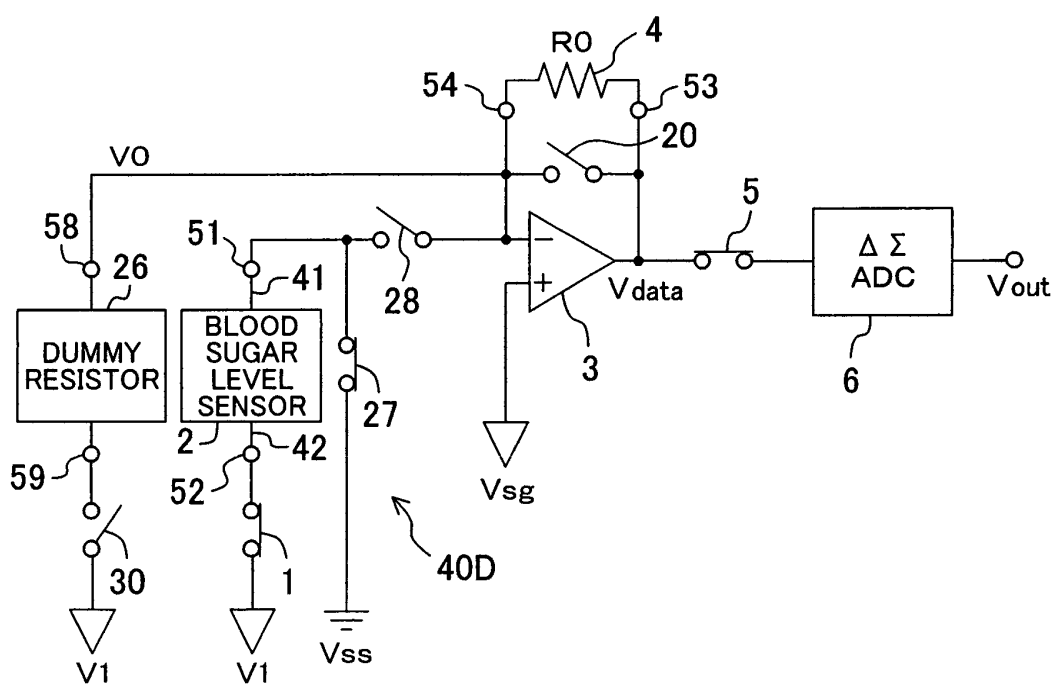 R0
4
54
53
20
V0
5
58
51
26
41
28
−
+
Vdata
Δ Σ
ADC
Vout
3
6
DUMMY
RESISTOR
BLOOD
SUGAR
LEVEL
SENSOR
27
2
42
59
52
Vsg
30
1
40D
V1
V1
Vss